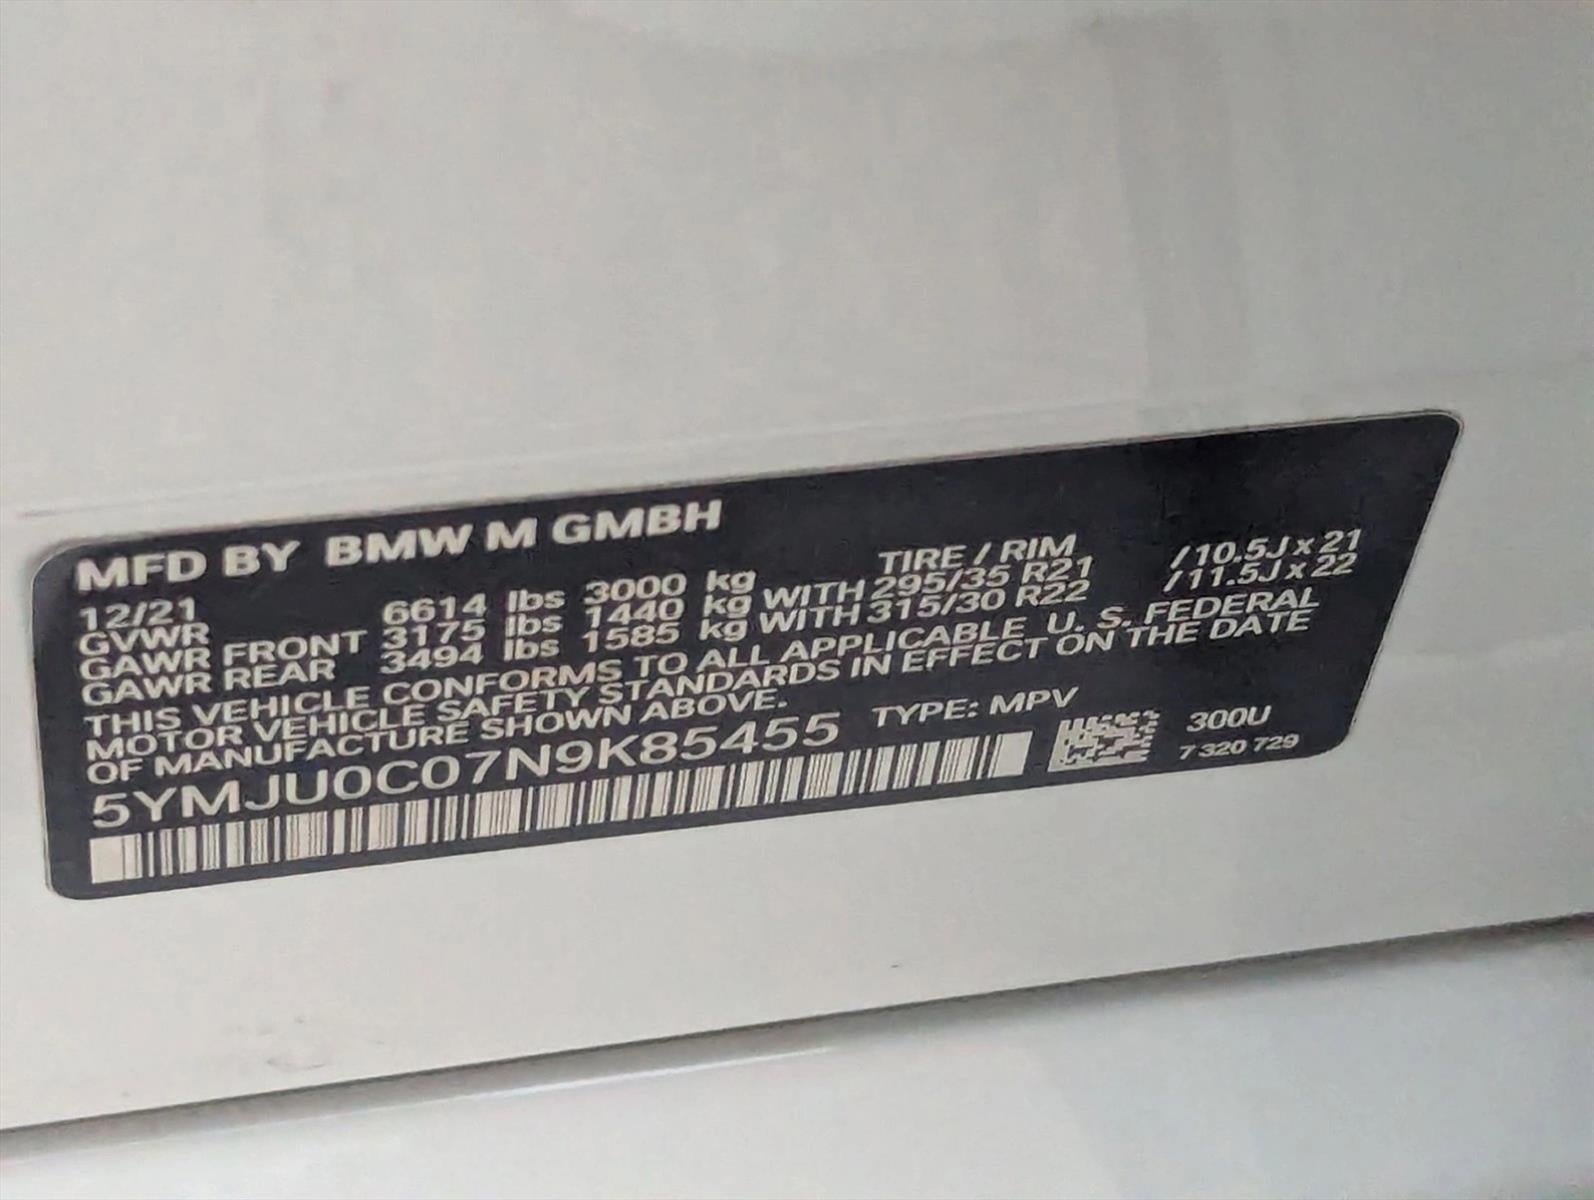 MFD BY BMW M GMBH
12/21 TIRE / RIM
GVWR 6614 lbs 3000 kg
GAWR FRONT 3175 lbs 1440 kg WITH 295/35 R21 / 10.5J x 21
GAWR REAR 3494 lbs 1585 kg WITH 315/30 R22 / 11.5J x 22
THIS VEHICLE CONFORMS TO ALL APPLICABLE U. S. FEDERAL
MOTOR VEHICLE SAFETY STANDARDS IN EFFECT ON THE DATE
OF MANUFACTURE SHOWN ABOVE.
5YMJU0C07N9K85455 TYPE: MPV
300U
7 320 729